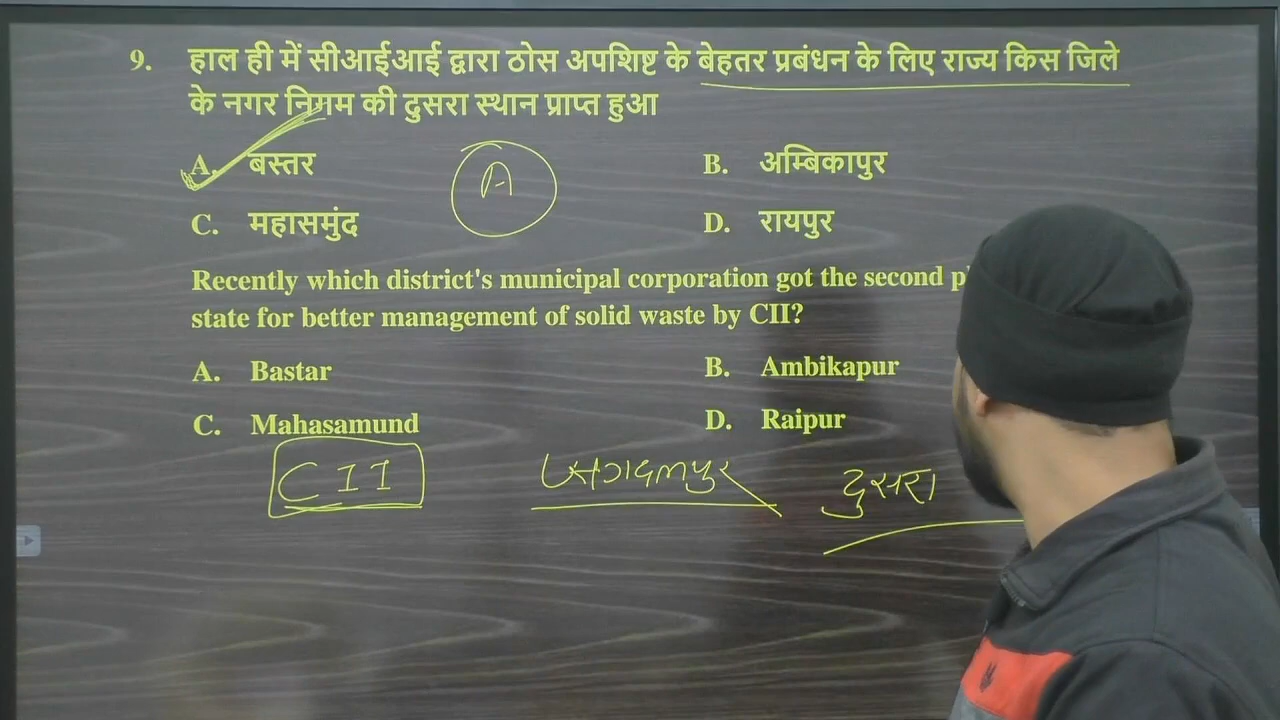 9. हाल ही में सीआईआई द्वारा ठोस अपशिष्ट के बेहतर प्रबंधन के लिए राज्य किस जिले
के नगर निगम की दुसरा स्थान प्राप्त हुआ
A. बस्तर B. अम्बिकापुर
A
C. महासमुंद D. रायपुर
Recently which district's municipal corporation got the second
state for better management of solid waste by CII?
A. Bastar B. Ambikapur
C. Mahasamund D. Raipur
CII जगदलपुर दुसरा